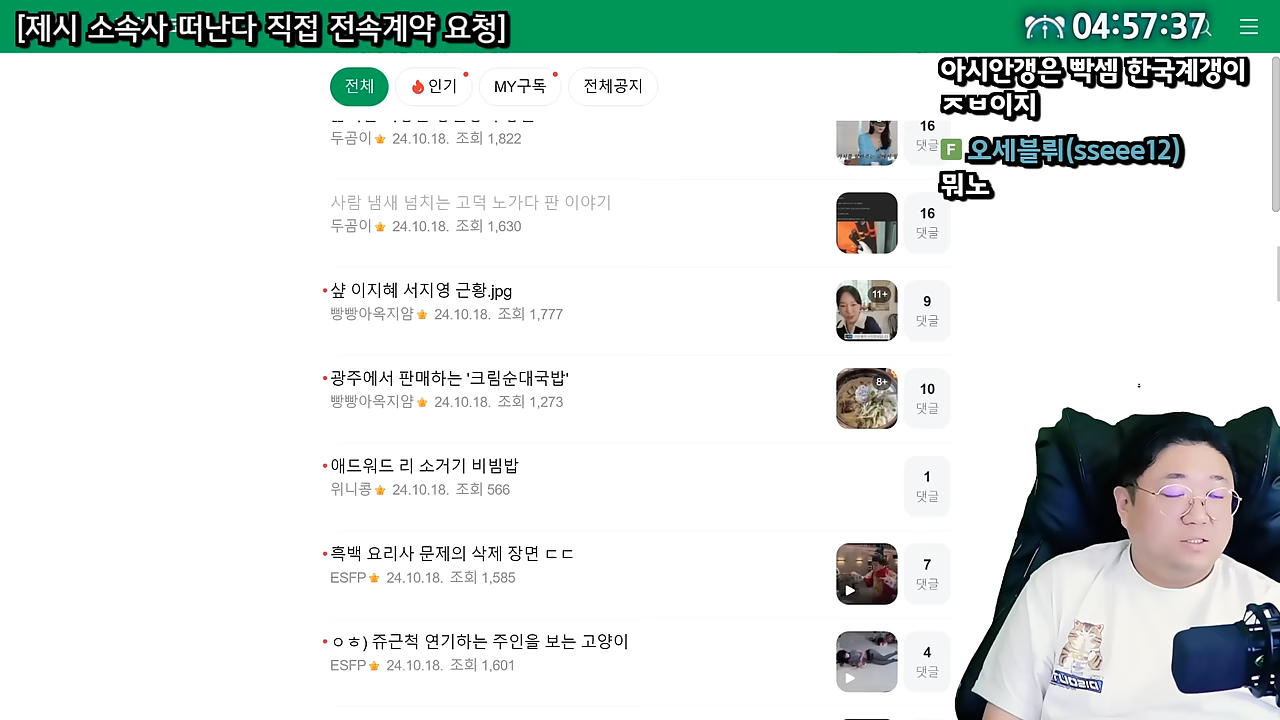 [제시 소속사 떠난다 직접 전속계약 요청]
04:57:37
전체
인기
MY구독
전체공지
아시안갱은 빡셈 한국계갱이
ㅈㅂ이지
F 오세블뤼(sseee12)
뭐노
두곰이 24.10.18. 조회 1,822
16
댓글
사람 냄새 넘치는 고덕 노가다 판 이야기
두곰이 24.10.18. 조회 1,630
16
댓글
샾 이지혜 서지영 근황.jpg
빵빵아옥지얌 24.10.18. 조회 1,777
11+
9
댓글
광주에서 판매하는 '크림순대국밥'
빵빵아옥지얌 24.10.18. 조회 1,273
8+
10
댓글
애드워드 리 소거기 비빔밥
위니콩 24.10.18. 조회 566
1
댓글
흑백 요리사 문제의 삭제 장면 ㄷㄷ
ESFP 24.10.18. 조회 1,585
7
댓글
ㅇㅎ) 쥬근척 연기하는 주인을 보는 고양이
ESFP 24.10.18. 조회 1,601
4
댓글